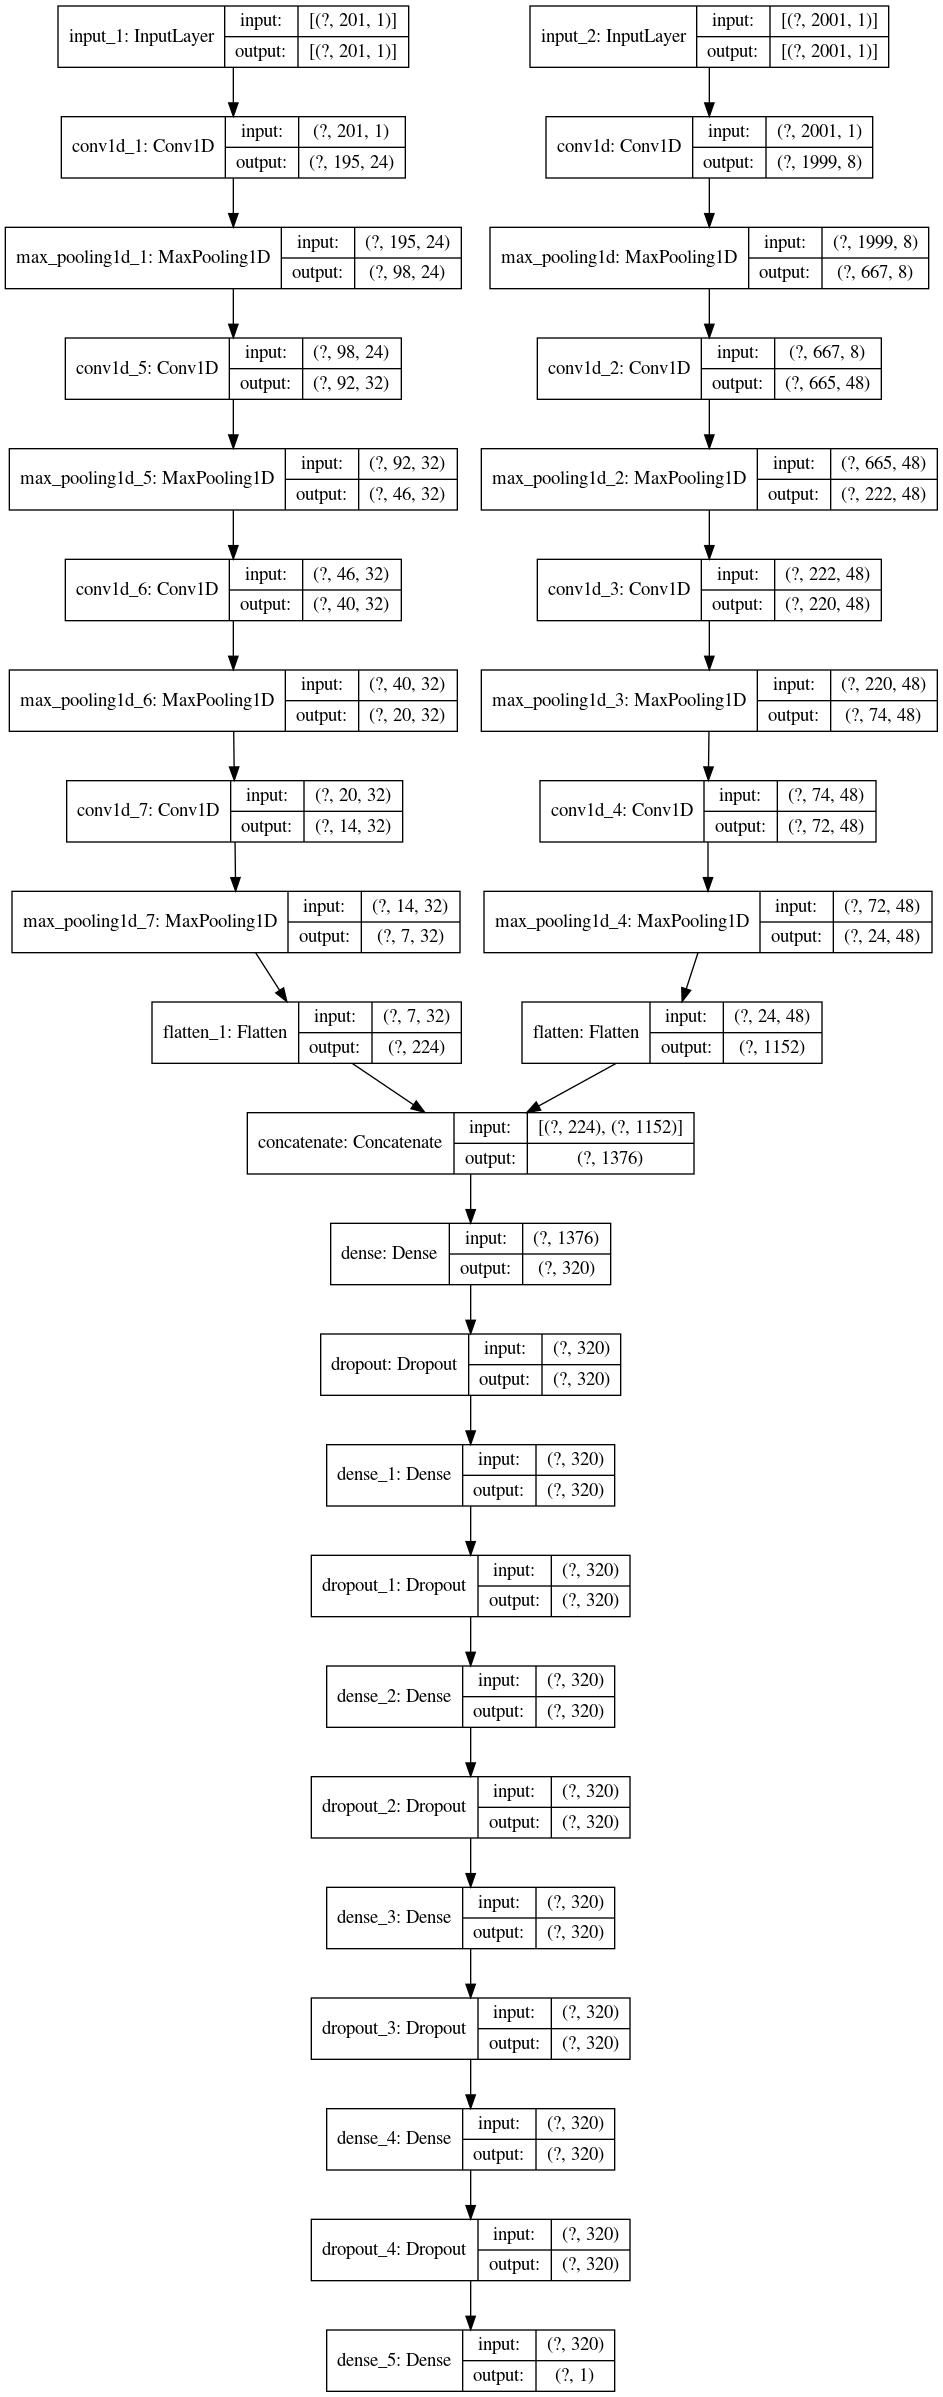 input_1: InputLayer
input: [(?, 201, 1)]
output: [(?, 201, 1)]
input_2: InputLayer
input: [(?, 2001, 1)]
output: [(?, 2001, 1)]
conv1d_1: Conv1D
input: (?, 201, 1)
output: (?, 195, 24)
conv1d: Conv1D
input: (?, 2001, 1)
output: (?, 1999, 8)
max_pooling1d_1: MaxPooling1D
input: (?, 195, 24)
output: (?, 98, 24)
max_pooling1d: MaxPooling1D
input: (?, 1999, 8)
output: (?, 667, 8)
conv1d_5: Conv1D
input: (?, 98, 24)
output: (?, 92, 32)
conv1d_2: Conv1D
input: (?, 667, 8)
output: (?, 665, 48)
max_pooling1d_5: MaxPooling1D
input: (?, 92, 32)
output: (?, 46, 32)
max_pooling1d_2: MaxPooling1D
input: (?, 665, 48)
output: (?, 222, 48)
conv1d_6: Conv1D
input: (?, 46, 32)
output: (?, 40, 32)
conv1d_3: Conv1D
input: (?, 222, 48)
output: (?, 220, 48)
max_pooling1d_6: MaxPooling1D
input: (?, 40, 32)
output: (?, 20, 32)
max_pooling1d_3: MaxPooling1D
input: (?, 220, 48)
output: (?, 74, 48)
conv1d_7: Conv1D
input: (?, 20, 32)
output: (?, 14, 32)
conv1d_4: Conv1D
input: (?, 74, 48)
output: (?, 72, 48)
max_pooling1d_7: MaxPooling1D
input: (?, 14, 32)
output: (?, 7, 32)
max_pooling1d_4: MaxPooling1D
input: (?, 72, 48)
output: (?, 24, 48)
flatten_1: Flatten
input: (?, 7, 32)
output: (?, 224)
flatten: Flatten
input: (?, 24, 48)
output: (?, 1152)
concatenate: Concatenate
input: [(?, 224), (?, 1152)]
output: (?, 1376)
dense: Dense
input: (?, 1376)
output: (?, 320)
dropout: Dropout
input: (?, 320)
output: (?, 320)
dense_1: Dense
input: (?, 320)
output: (?, 320)
dropout_1: Dropout
input: (?, 320)
output: (?, 320)
dense_2: Dense
input: (?, 320)
output: (?, 320)
dropout_2: Dropout
input: (?, 320)
output: (?, 320)
dense_3: Dense
input: (?, 320)
output: (?, 320)
dropout_3: Dropout
input: (?, 320)
output: (?, 320)
dense_4: Dense
input: (?, 320)
output: (?, 320)
dropout_4: Dropout
input: (?, 320)
output: (?, 320)
dense_5: Dense
input: (?, 320)
output: (?, 1)